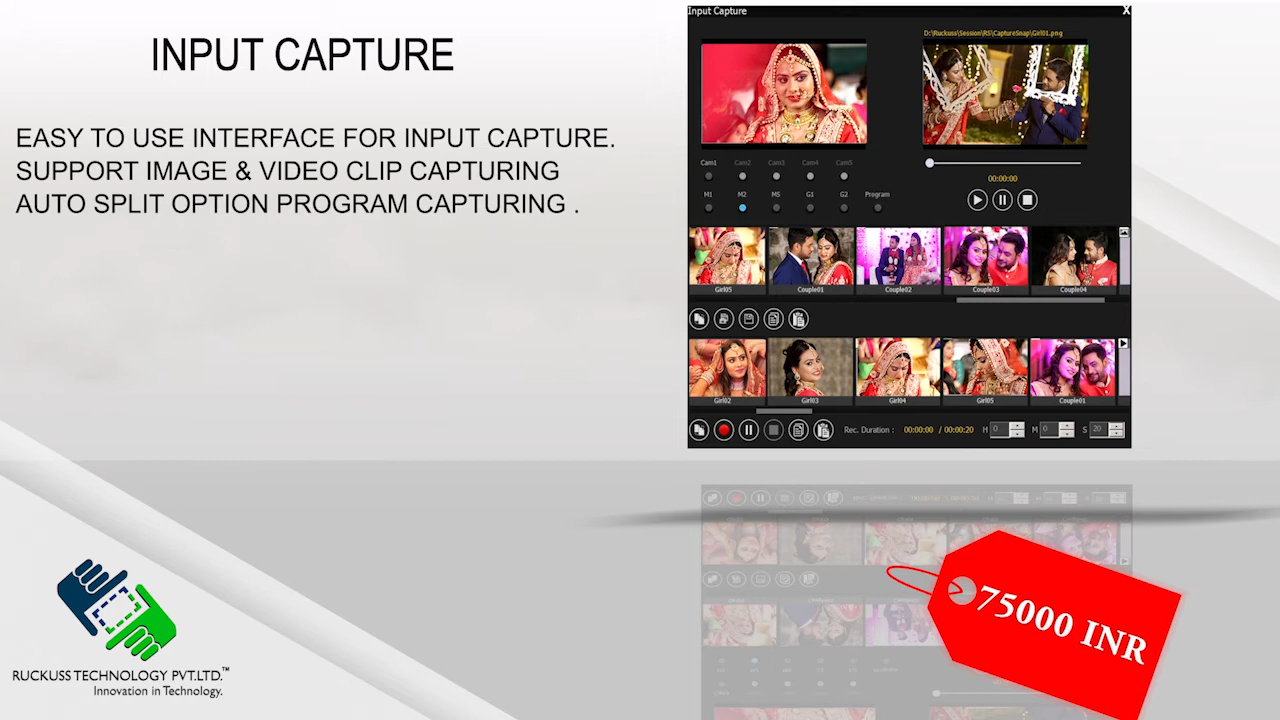 INPUT CAPTURE
EASY TO USE INTERFACE FOR INPUT CAPTURE.
SUPPORT IMAGE & VIDEO CLIP CAPTURING
AUTO SPLIT OPTION PROGRAM CAPTURING .
Input Capture
X
D:\Ruckuss\Session\RS\CaptureSnap\Girl01.png
Cam1 Cam2 Cam3 Cam4 Cam5
M1 M2 M5 G1 G2 Program
00:00:00
Girl05 Couple01 Couple02 Couple03 Couple04
Girl02 Girl03 Girl04 Girl05 Couple01
Rec. Duration : 00:00:00 / 00:00:20 H 0 M 0 S 20
75000 INR
RUCKUSS TECHNOLOGY PVT.LTD.™
Innovation in Technology.